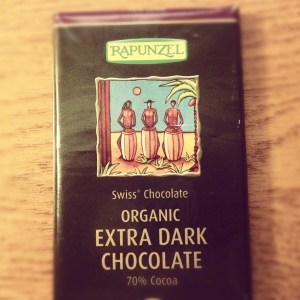 RAPUNZEL
Swiss* Chocolate
ORGANIC
EXTRA DARK
CHOCOLATE
70% Cocoa